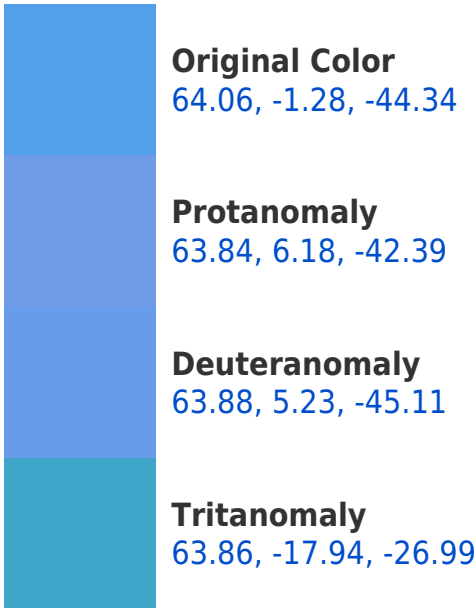 Original Color
64.06, -1.28, -44.34
Protanomaly
63.84, 6.18, -42.39
Deuteranomaly
63.88, 5.23, -45.11
Tritanomaly
63.86, -17.94, -26.99